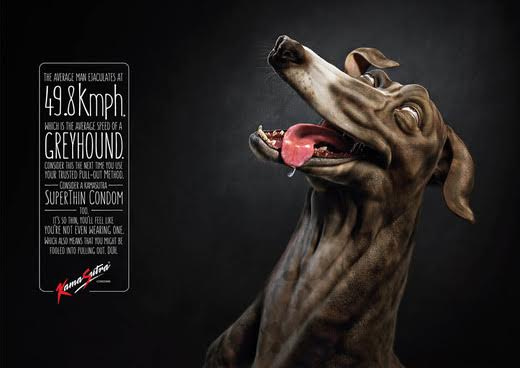 THE AVERAGE MAN EJACULATES AT
49.8Kmph.
WHICH IS THE AVERAGE SPEED OF A
GREYHOUND.
CONSIDER THIS THE NEXT TIME YOU USE
YOUR TRUSTED PULL-OUT METHOD.
CONSIDER A KAMASUTRA
SUPERTHIN CONDOM
TOO.
IT'S SO THIN, YOU'LL FEEL LIKE
YOU'RE NOT EVEN WEARING ONE.
WHICH ALSO MEANS THAT YOU MIGHT BE
FOOLED INTO PULLING OUT. DUH.
KamaSutra
CONDOMS